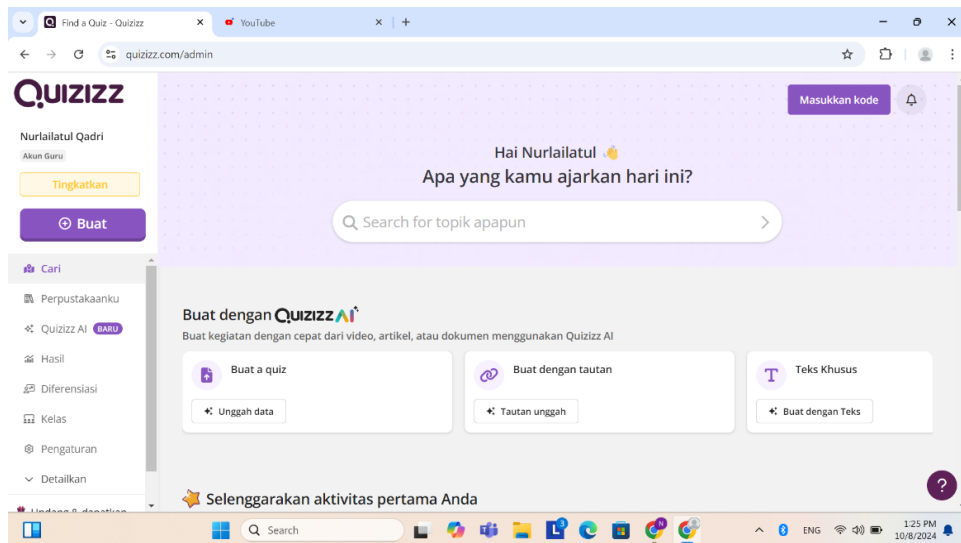 Find a Quiz - Quizizz
YouTube
quizizz.com/admin
QUIZIZZ
Masukkan kode
Nurlailatul Qadri
Akun Guru
Tingkatkan
Buat
Hai Nurlailatul 👋
Apa yang kamu ajarkan hari ini?
Search for topik apapun
Cari
Perpustakaanku
Quizizz AI BARU
Hasil
Diferensiasi
Kelas
Pengaturan
Detailkan
Buat dengan QUIZIZZ AI
Buat kegiatan dengan cepat dari video, artikel, atau dokumen menggunakan Quizizz AI
Buat a quiz
Unggah data
Buat dengan tautan
Tautan unggah
Teks Khusus
Buat dengan Teks
Selenggarakan aktivitas pertama Anda
?
Search
ENG
1:25 PM
10/8/2024